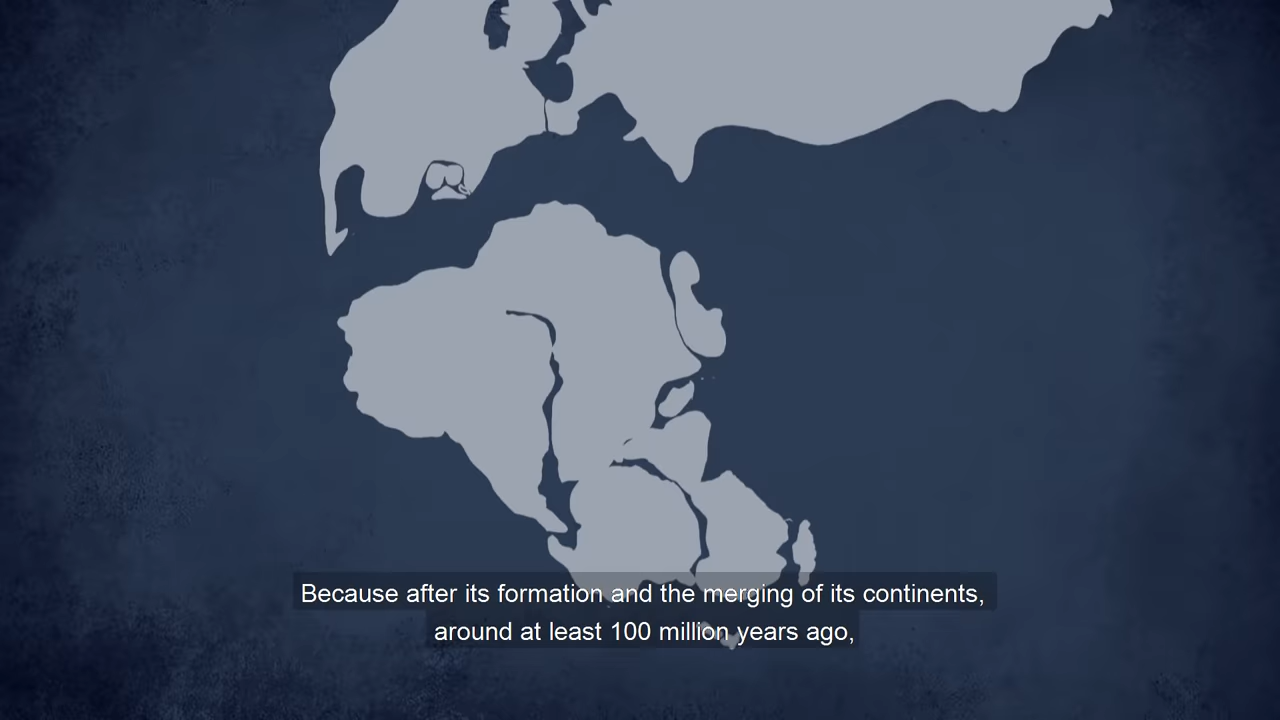 Because after its formation and the merging of its continents,
around at least 100 million years ago,